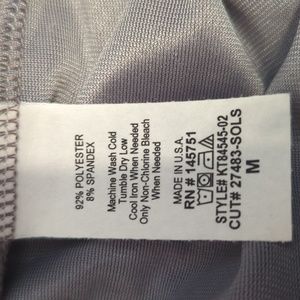 92% POLYESTER
8% SPANDEX
Machine Wash Cold
Tumble Dry Low
Cool Iron When Needed
Only Non-Chlorine Bleach
When Needed
MADE IN U.S.A.
RN # 145751
STYLE# KT84545-02
CUT# 27483-SOLS
M